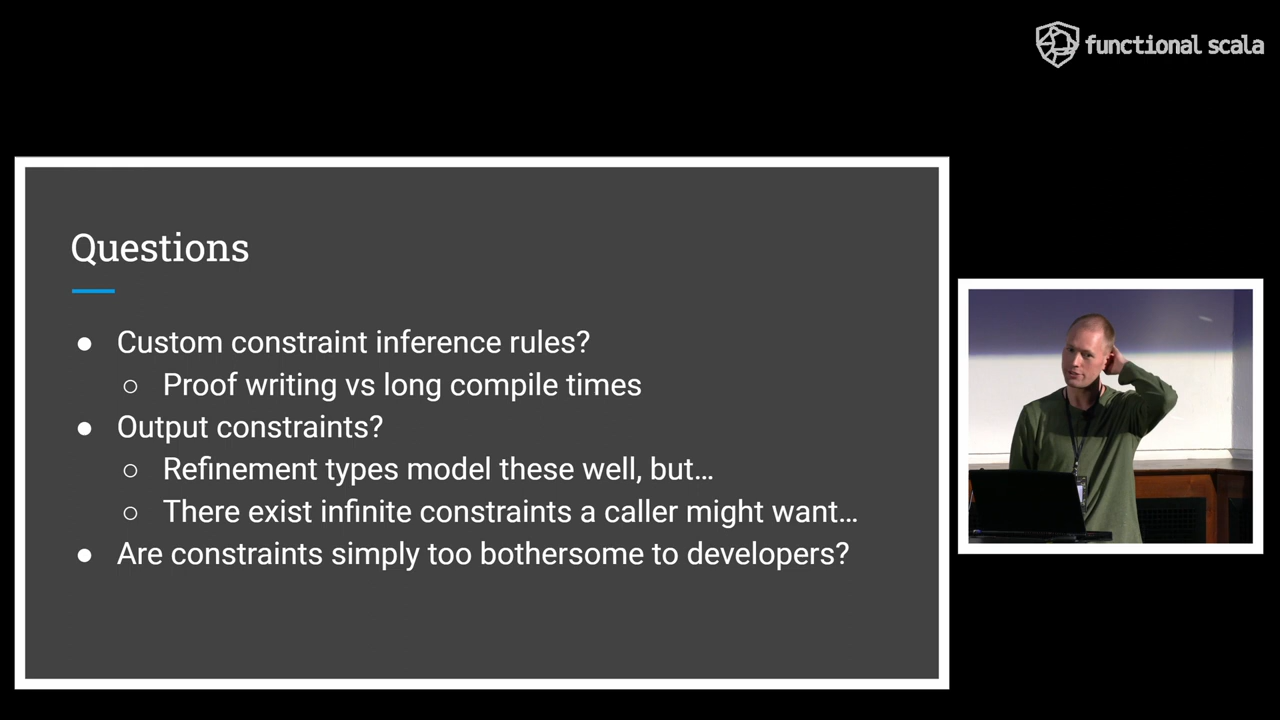 functional scala
Questions
● Custom constraint inference rules?
○ Proof writing vs long compile times
● Output constraints?
○ Refinement types model these well, but…
○ There exist infinite constraints a caller might want…
● Are constraints simply too bothersome to developers?